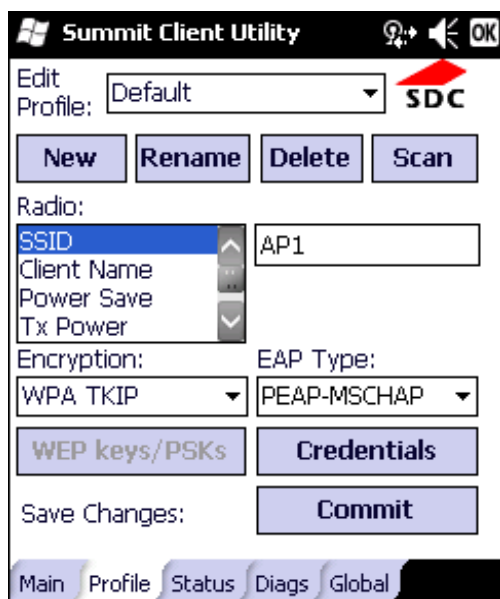 Summit Client Utility OK
Edit
Profile: Default
SDC
New Rename Delete Scan
Radio:
SSID AP1
Client Name
Power Save
Tx Power
Encryption: EAP Type:
WPA TKIP PEAP-MSCHAP
WEP keys/PSKs Credentials
Save Changes: Commit
Main Profile Status Diags Global